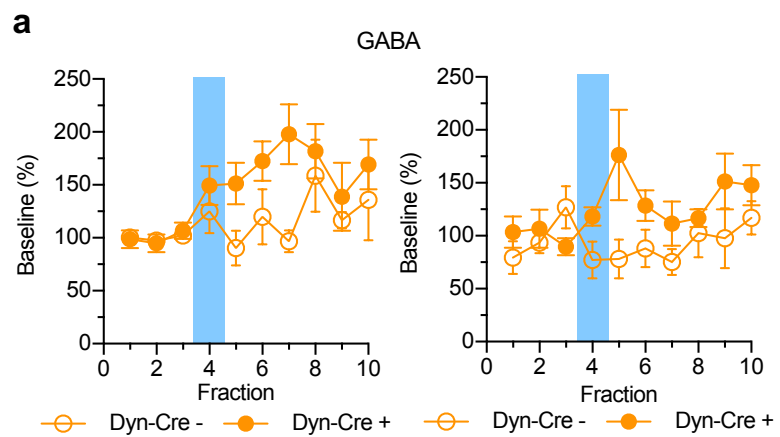 a
GABA
250
200
150
100
50
0
Baseline (%)
0 2 4 6 8 10
Fraction
250
200
150
100
50
0
Baseline (%)
0 2 4 6 8 10
Fraction
Dyn-Cre - Dyn-Cre + Dyn-Cre - Dyn-Cre +